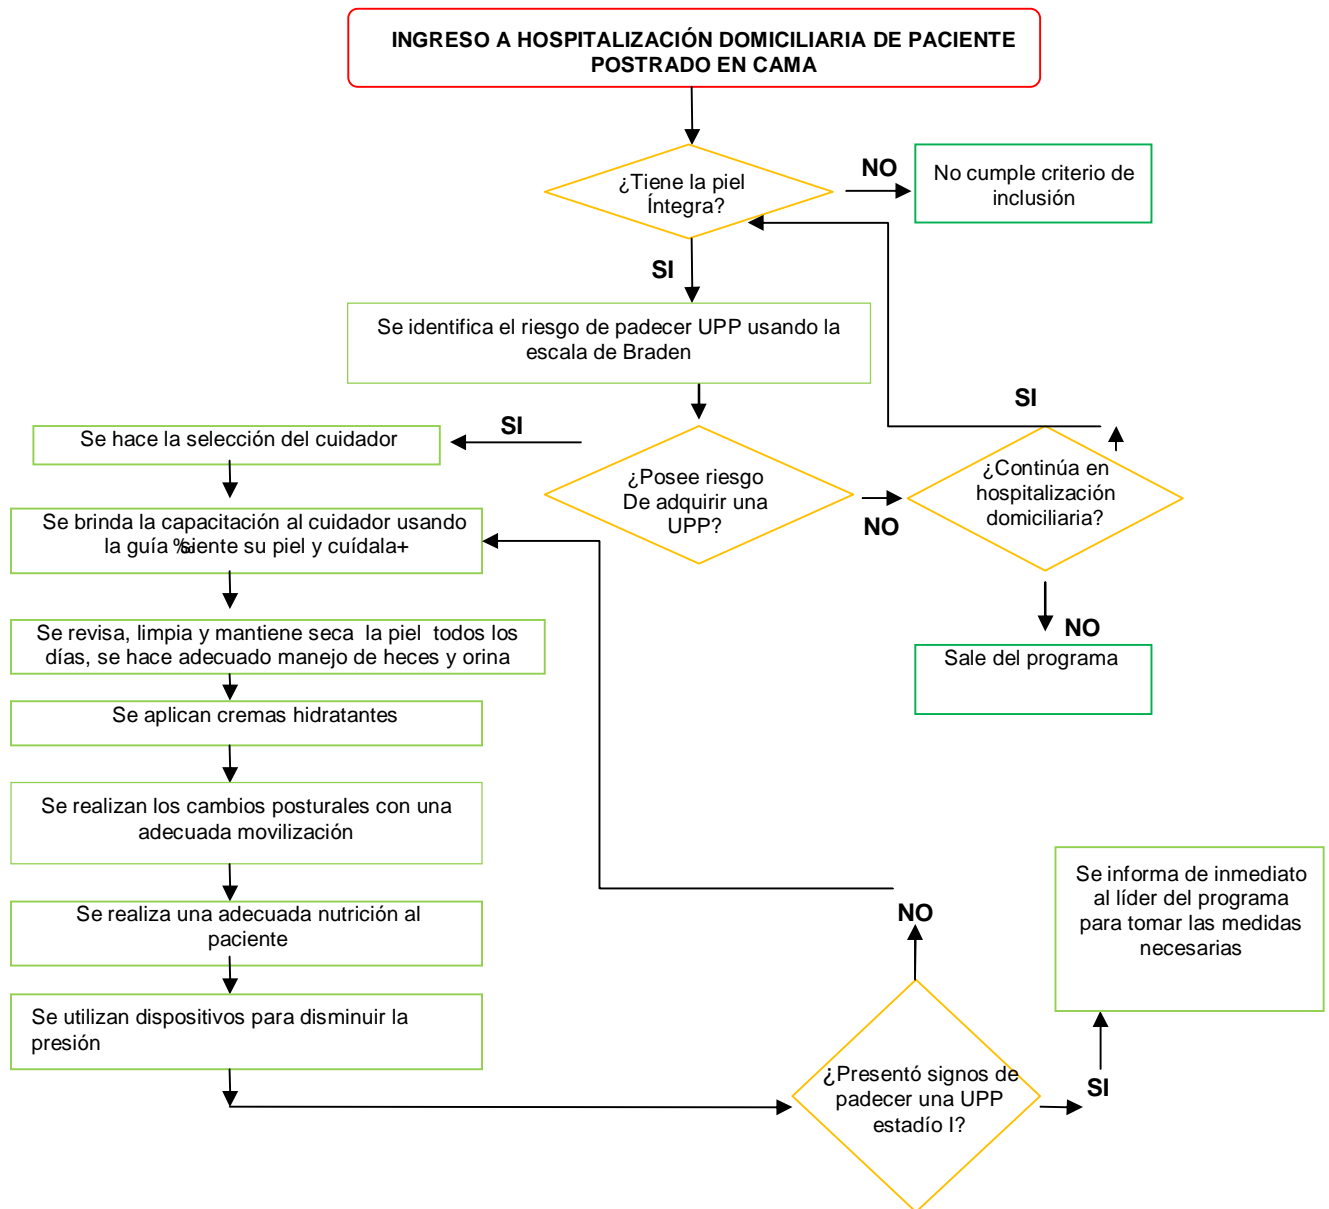 INGRESO A HOSPITALIZACIÓN DOMICILIARIA DE PACIENTE
POSTRADO EN CAMA
¿Tiene la piel
Íntegra?
NO
No cumple criterio de
inclusión
SI
Se identifica el riesgo de padecer UPP usando la
escala de Braden
¿Posee riesgo
De adquirir una
UPP?
SI
NO
¿Continúa en
hospitalización
domiciliaria?
SI
NO
Sale del programa
Se hace la selección del cuidador
Se brinda la capacitación al cuidador usando
la guía siente su piel y cuídala+
Se revisa, limpia y mantiene seca la piel todos los
días, se hace adecuado manejo de heces y orina
Se aplican cremas hidratantes
Se realizan los cambios posturales con una
adecuada movilización
Se realiza una adecuada nutrición al
paciente
Se utilizan dispositivos para disminuir la
presión
¿Presentó signos de
padecer una UPP
estadío I?
NO
SI
Se informa de inmediato
al líder del programa
para tomar las medidas
necesarias